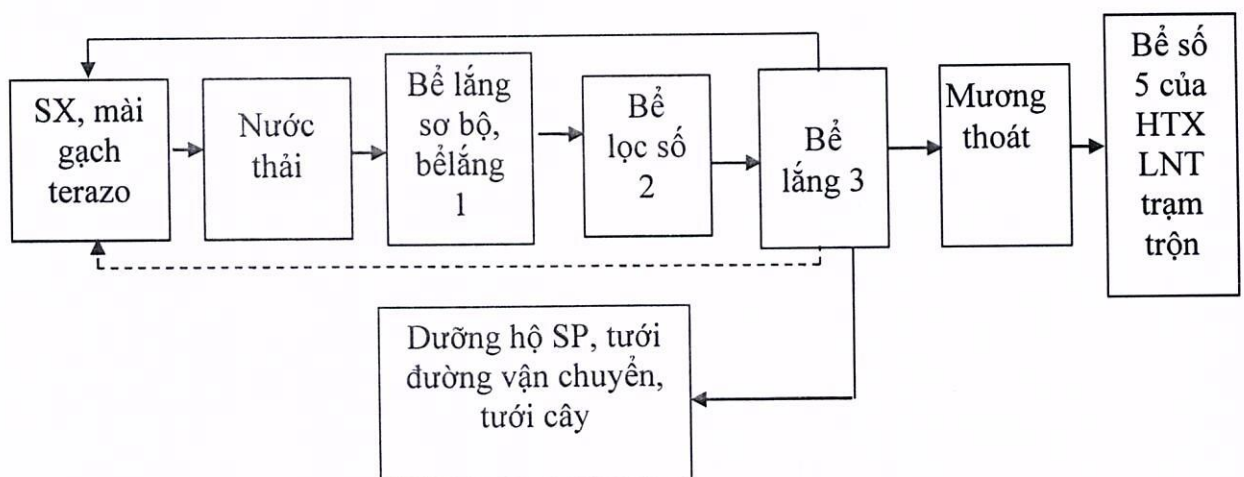 SX, mài
gạch
terazo
Nước
thải
Bể lắng
sơ bộ,
bểlắng
1
Bể
lọc số
2
Bể
lắng 3
Mương
thoát
Bể số
5 của
HTX
LNT
trạm
trộn
Dưỡng hộ SP, tưới
đường vận chuyển,
tưới cây